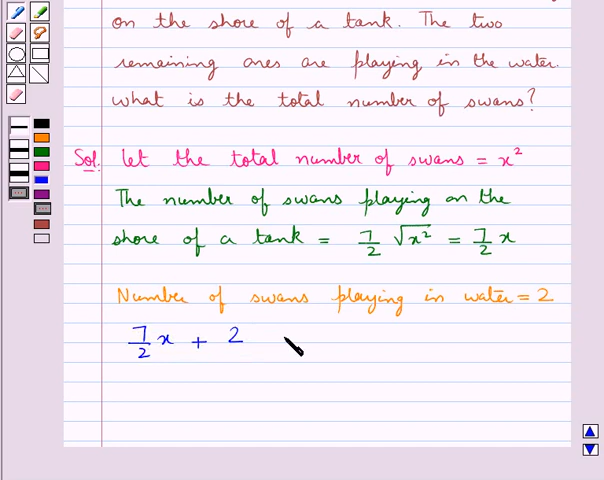 on the shore of a tank. The two
remaining ones are playing in the water.
what is the total number of swans?
Sol: let the total number of swans = x²
The number of swans playing on the
shore of a tank = 7/2 √x² = 7/2 x
Number of swans playing in water = 2
7/2 x + 2